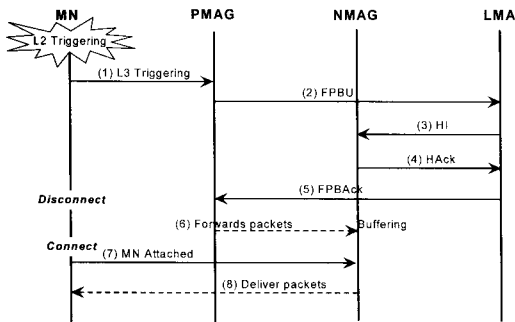 MN PMAG NMAG LMA
L2 Triggering
(1) L3 Triggering
(2) FPBU
(3) HI
(4) HAck
(5) FPBAck
Disconnect
(6) Forwards packets Buffering
Connect
(7) MN Attached
(8) Deliver packets